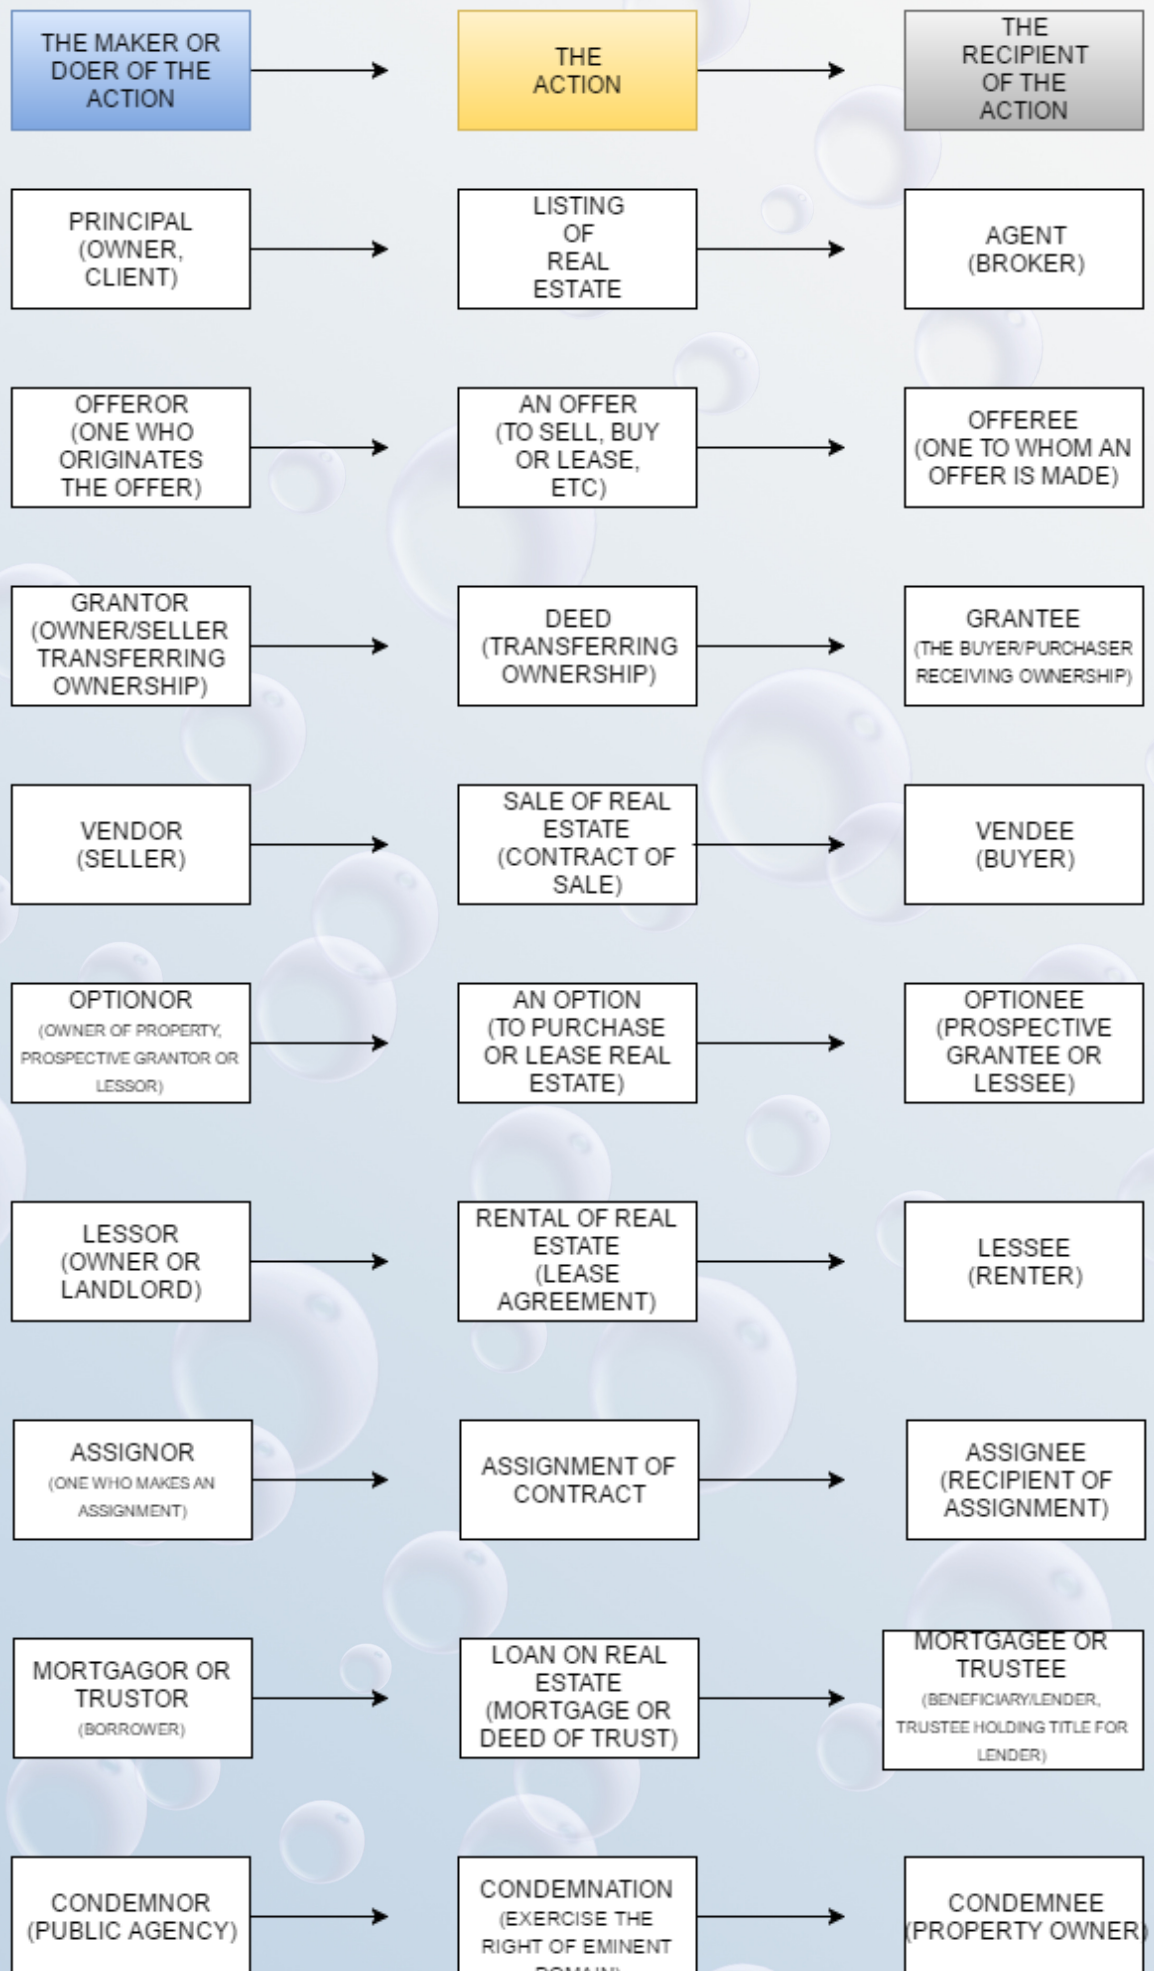 THE MAKER OR
DOER OF THE
ACTION
THE
ACTION
THE
RECIPIENT
OF THE
ACTION
PRINCIPAL
(OWNER,
CLIENT)
LISTING
OF
REAL
ESTATE
AGENT
(BROKER)
OFFEROR
(ONE WHO
ORIGINATES
THE OFFER)
AN OFFER
(TO SELL, BUY
OR LEASE,
ETC)
OFFEREE
(ONE TO WHOM AN
OFFER IS MADE)
GRANTOR
(OWNER/SELLER
TRANSFERRING
OWNERSHIP)
DEED
(TRANSFERRING
OWNERSHIP)
GRANTEE
(THE BUYER/PURCHASER
RECEIVING OWNERSHIP)
VENDOR
(SELLER)
SALE OF REAL
ESTATE
(CONTRACT OF
SALE)
VENDEE
(BUYER)
OPTIONOR
(OWNER OF PROPERTY,
PROSPECTIVE GRANTOR OR
LESSOR)
AN OPTION
(TO PURCHASE
OR LEASE REAL
ESTATE)
OPTIONEE
(PROSPECTIVE
GRANTEE OR
LESSEE)
LESSOR
(OWNER OR
LANDLORD)
RENTAL OF REAL
ESTATE
(LEASE
AGREEMENT)
LESSEE
(RENTER)
ASSIGNOR
(ONE WHO MAKES AN
ASSIGNMENT)
ASSIGNMENT OF
CONTRACT
ASSIGNEE
(RECIPIENT OF
ASSIGNMENT)
MORTGAGOR OR
TRUSTOR
(BORROWER)
LOAN ON REAL
ESTATE
(MORTGAGE OR
DEED OF TRUST)
MORTGAGEE OR
TRUSTEE
(BENEFICIARY/LENDER,
TRUSTEE HOLDING TITLE FOR
LENDER)
CONDEMNOR
(PUBLIC AGENCY)
CONDEMNATION
(EXERCISE THE
RIGHT OF EMINENT
DOMAIN)
CONDEMNEE
(PROPERTY OWNER)